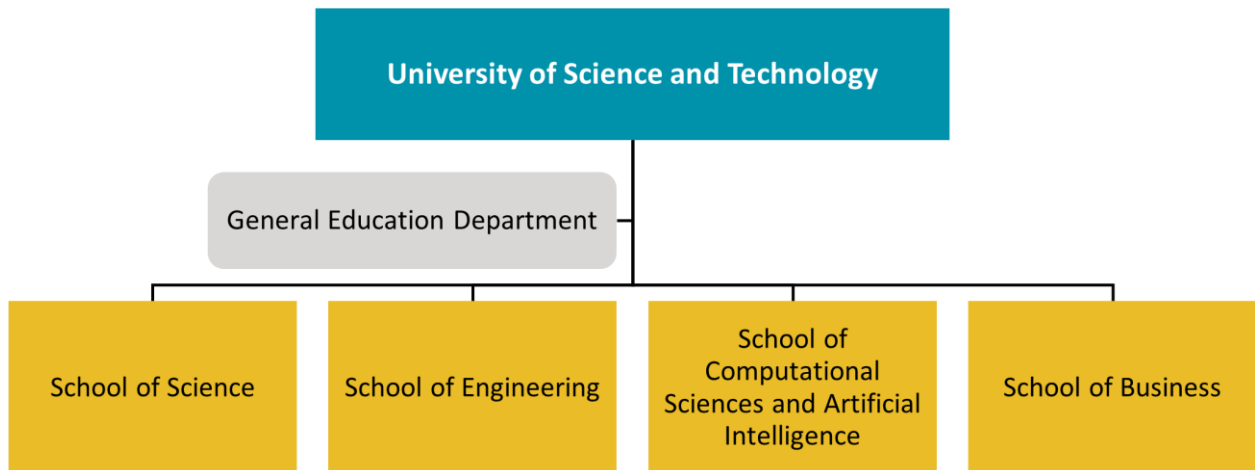 University of Science and Technology
General Education Department
School of Science
School of Engineering
School of
Computational
Sciences and Artificial
Intelligence
School of Business